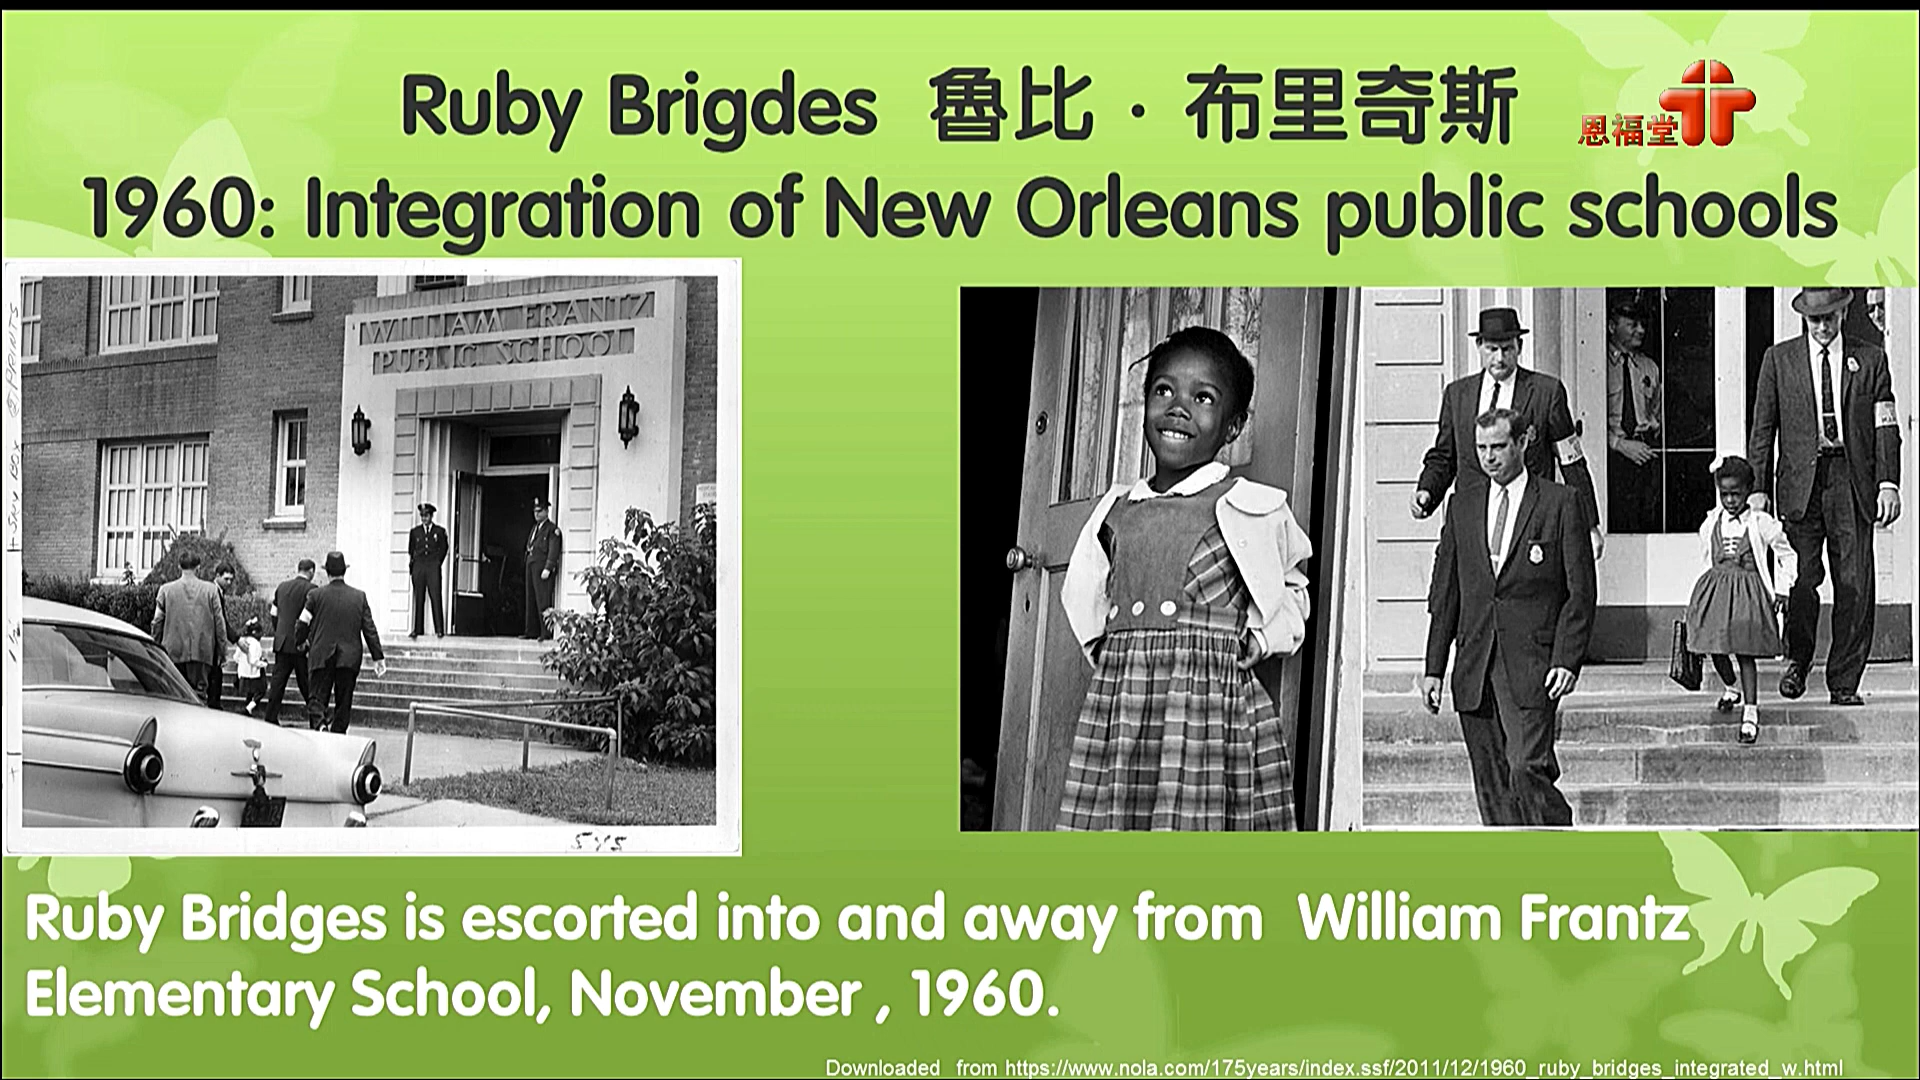 Ruby Brigdes 魯比·布里奇斯
恩福堂
1960: Integration of New Orleans public schools
WILLIAM FRANTZ
PUBLIC SCHOOL
Ruby Bridges is escorted into and away from William Frantz
Elementary School, November , 1960.
Downloaded from https://www.nola.com/175years/index.ssf/2011/12/1960_ruby_bridges_integrated_w.html